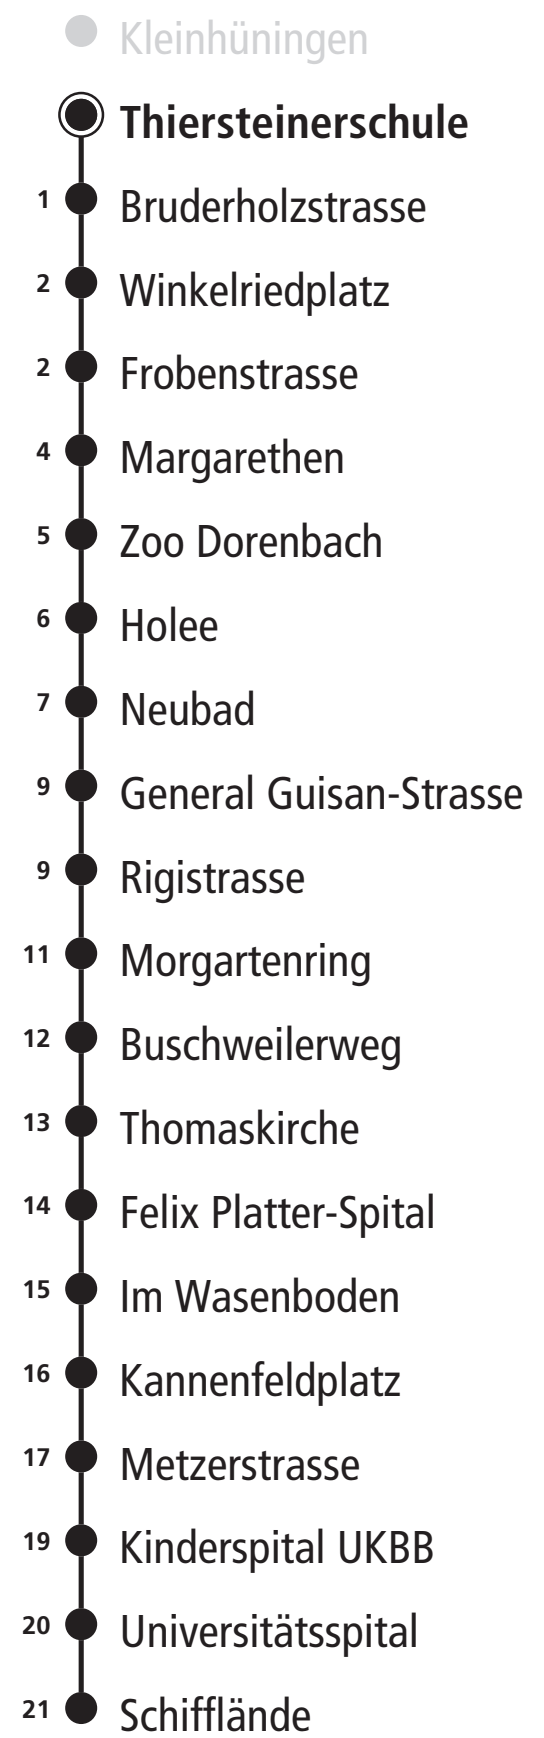 Kleinhüningen
Thiersteinerschule
1 Bruderholzstrasse
2 Winkelriedplatz
2 Frobenstrasse
4 Margarethen
5 Zoo Dorenbach
6 Holee
7 Neubad
9 General Guisan-Strasse
9 Rigistrasse
11 Morgartenring
12 Buschweilerweg
13 Thomaskirche
14 Felix Platter-Spital
15 Im Wasenboden
16 Kannenfeldplatz
17 Metzerstrasse
19 Kinderspital UKBB
20 Universitätsspital
21 Schifflände